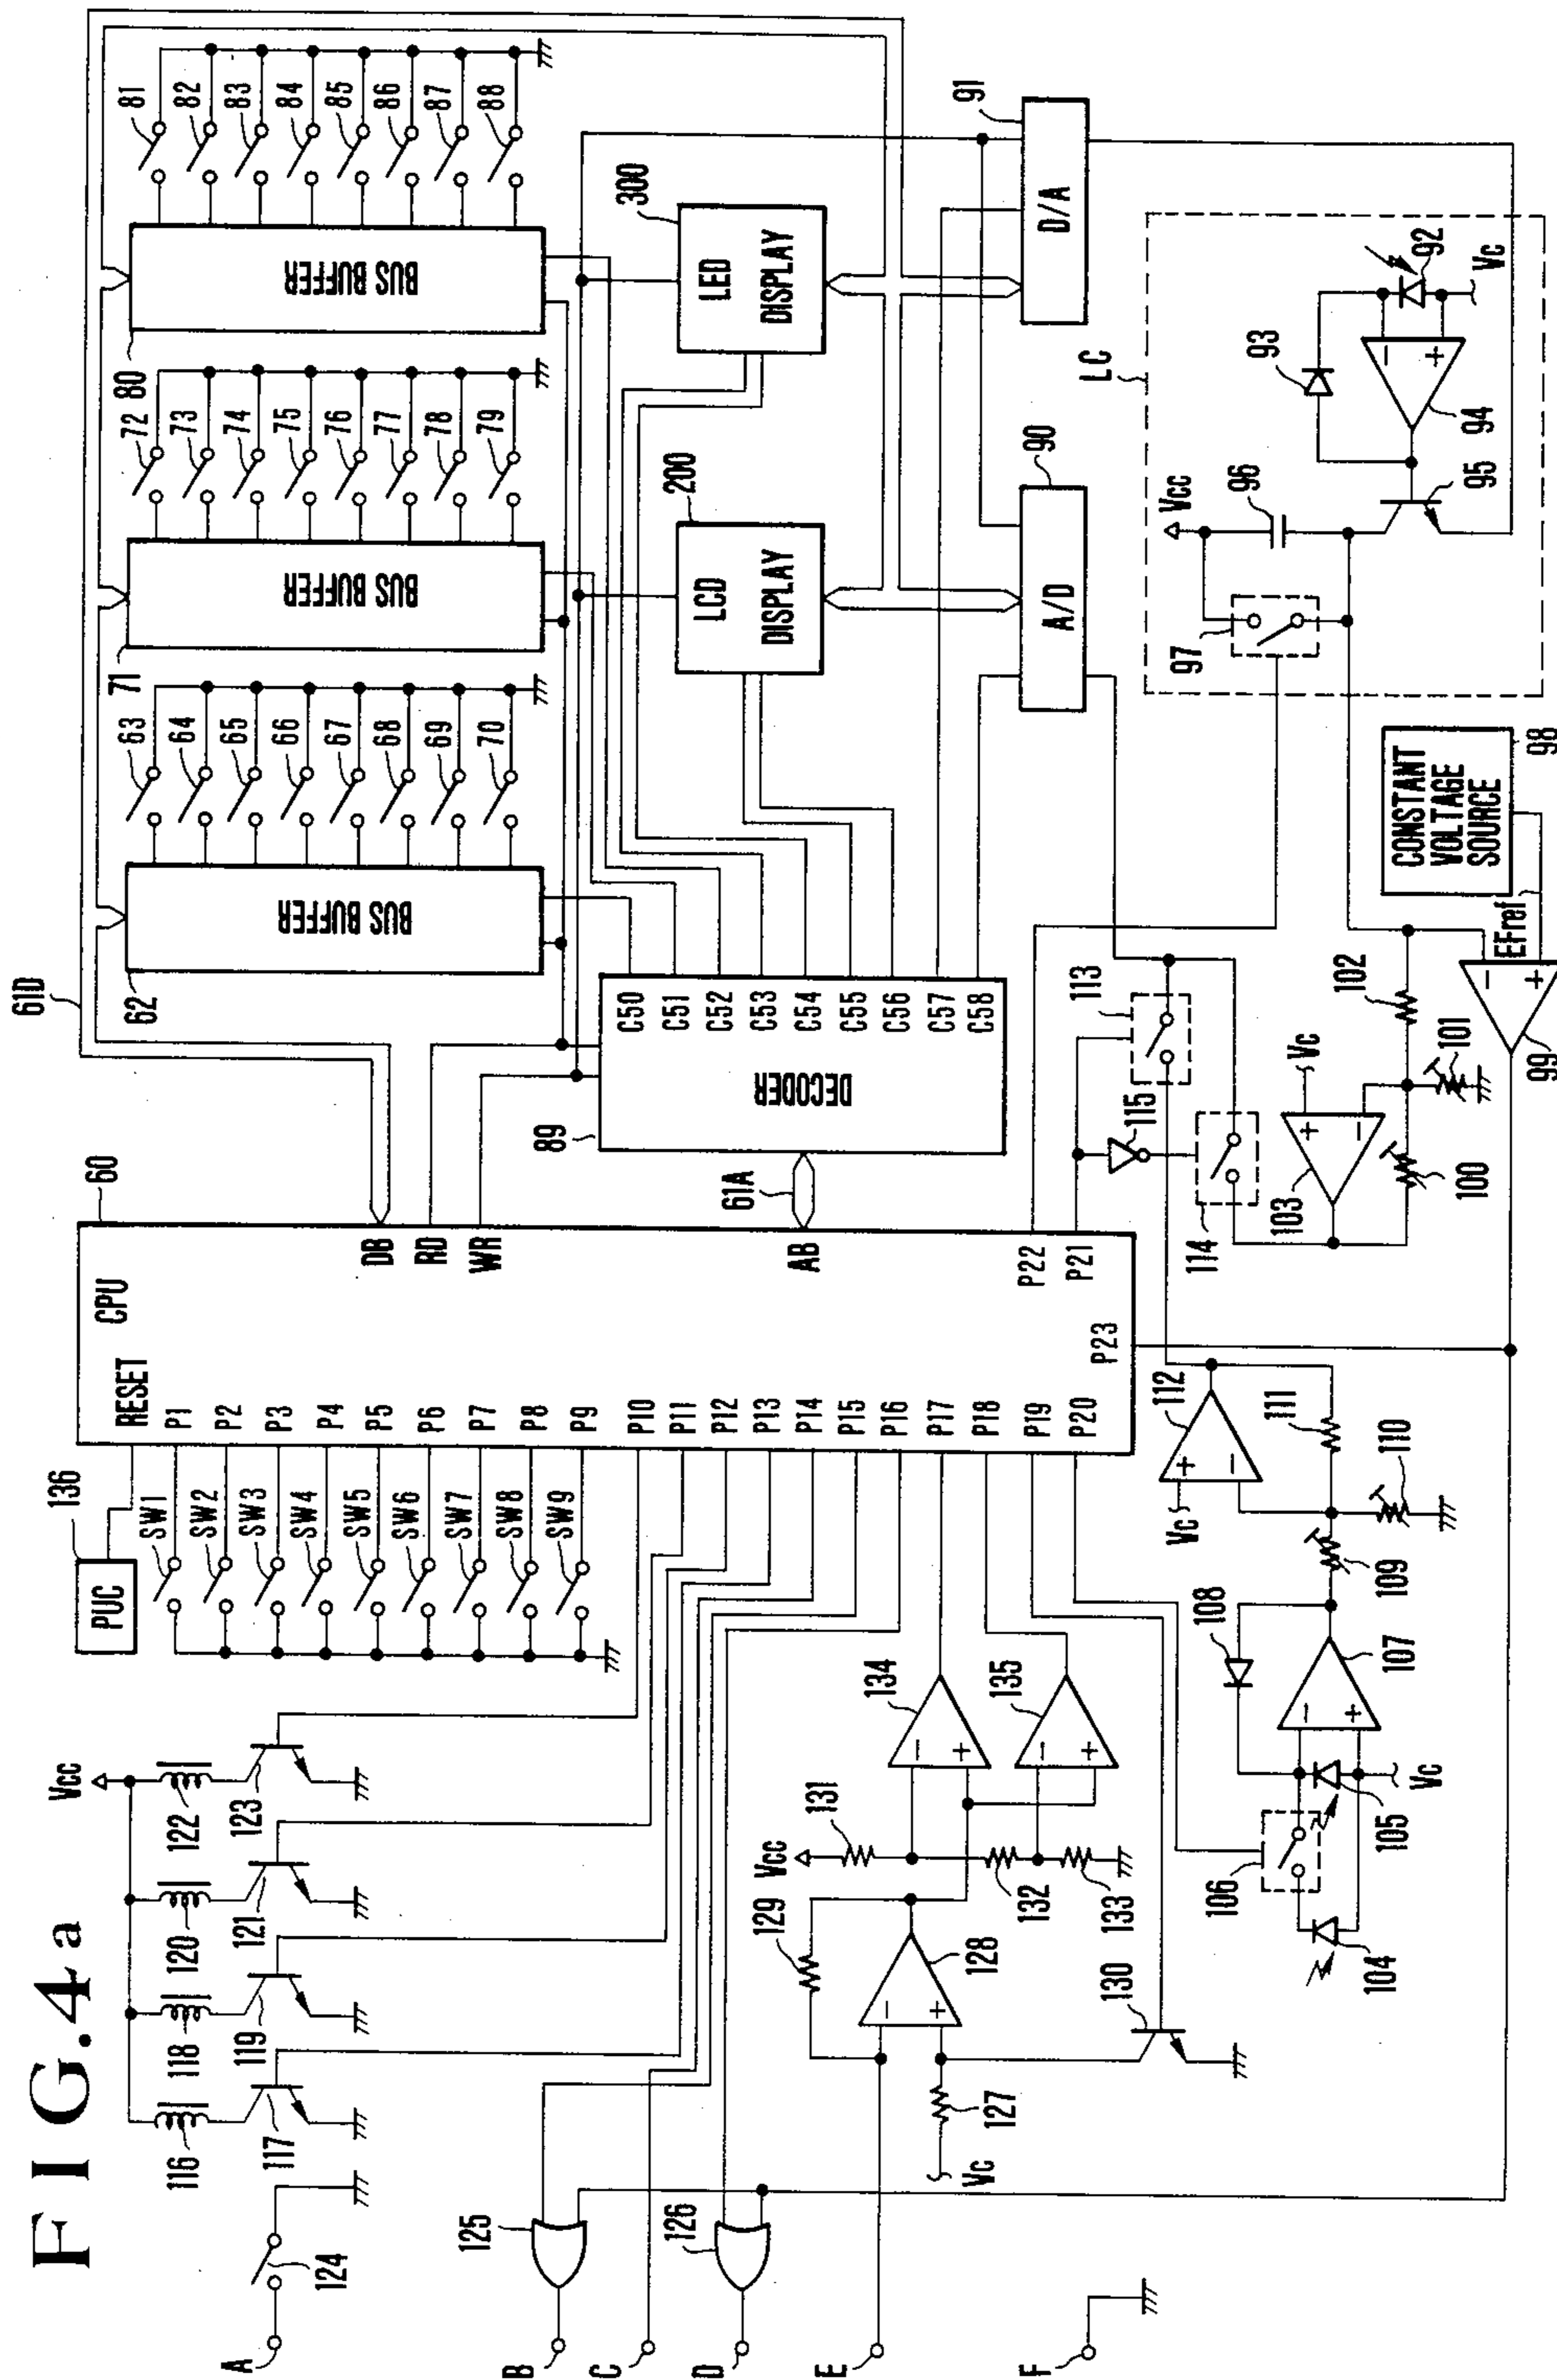 FIG.4a
A
124
B
125
C
D
126
E
F
116
117
118
119
120
121
122
123
Vcc
PUC
136
SW1
SW2
SW3
SW4
SW5
SW6
SW7
SW8
SW9
CPU
60
RESET
P1
P2
P3
P4
P5
P6
P7
P8
P9
P10
P11
P12
P13
P14
P15
P16
P17
P18
P19
P20
P21
P22
P23
DB
RD
WR
AB
61D
61A
BUS BUFFER
62
63
64
65
66
67
68
69
70
BUS BUFFER
71
72
73
74
75
76
77
78
79
BUS BUFFER
80
81
82
83
84
85
86
87
88
DECODER
89
C50
C51
C52
C53
C54
C55
C56
C57
C58
LCD
DISPLAY
200
LED
DISPLAY
300
A/D
90
D/A
91
LC
Vcc
96
97
95
94
93
92
Vc
-
+
CONSTANT
VOLTAGE
SOURCE
98
EFref
-
+
99
102
101
100
103
Vc
+
-
113
114
115
112
Vc
+
-
111
110
109
108
107
-
+
106
105
Vc
104
127
Vc
128
-
+
129
130
Vcc
131
132
133
134
-
+
135
-
+